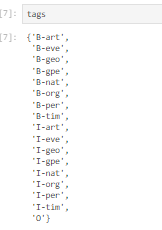 [7]: tags
[7]: {'B-art',
'B-eve',
'B-geo',
'B-gpe',
'B-nat',
'B-org',
'B-per',
'B-tim',
'I-art',
'I-eve',
'I-geo',
'I-gpe',
'I-nat',
'I-org',
'I-per',
'I-tim',
'O'}